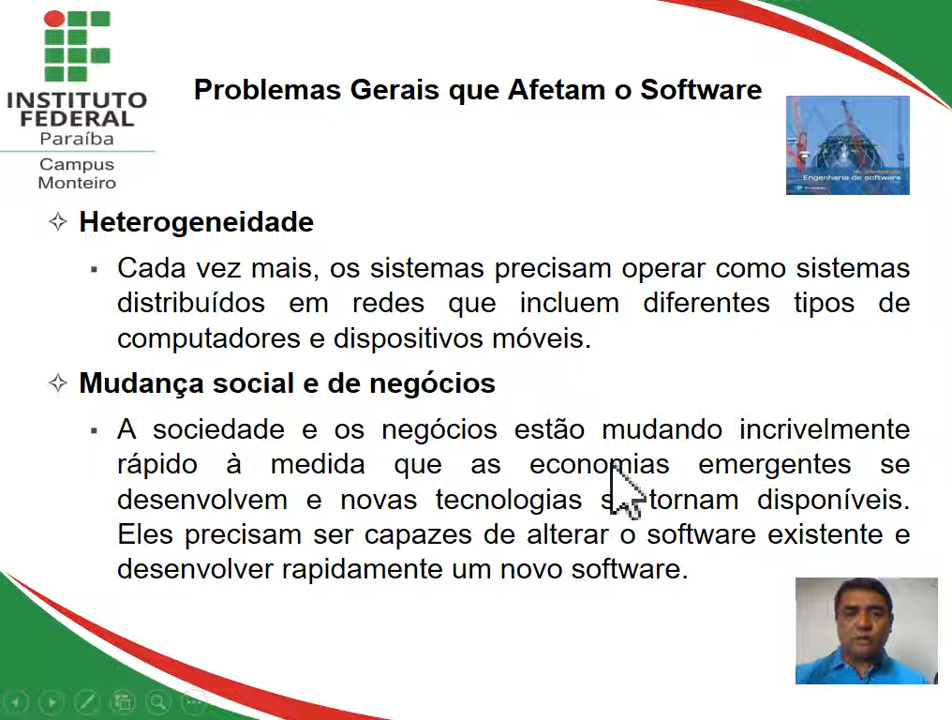 INSTITUTO
FEDERAL
Paraíba
Campus
Monteiro
Problemas Gerais que Afetam o Software
Engenharia de software
Heterogeneidade
Cada vez mais, os sistemas precisam operar como sistemas
distribuídos em redes que incluem diferentes tipos de
computadores e dispositivos móveis.
Mudança social e de negócios
A sociedade e os negócios estão mudando incrivelmente
rápido à medida que as economias emergentes se
desenvolvem e novas tecnologias s tornam disponíveis.
Eles precisam ser capazes de alterar o software existente e
desenvolver rapidamente um novo software.